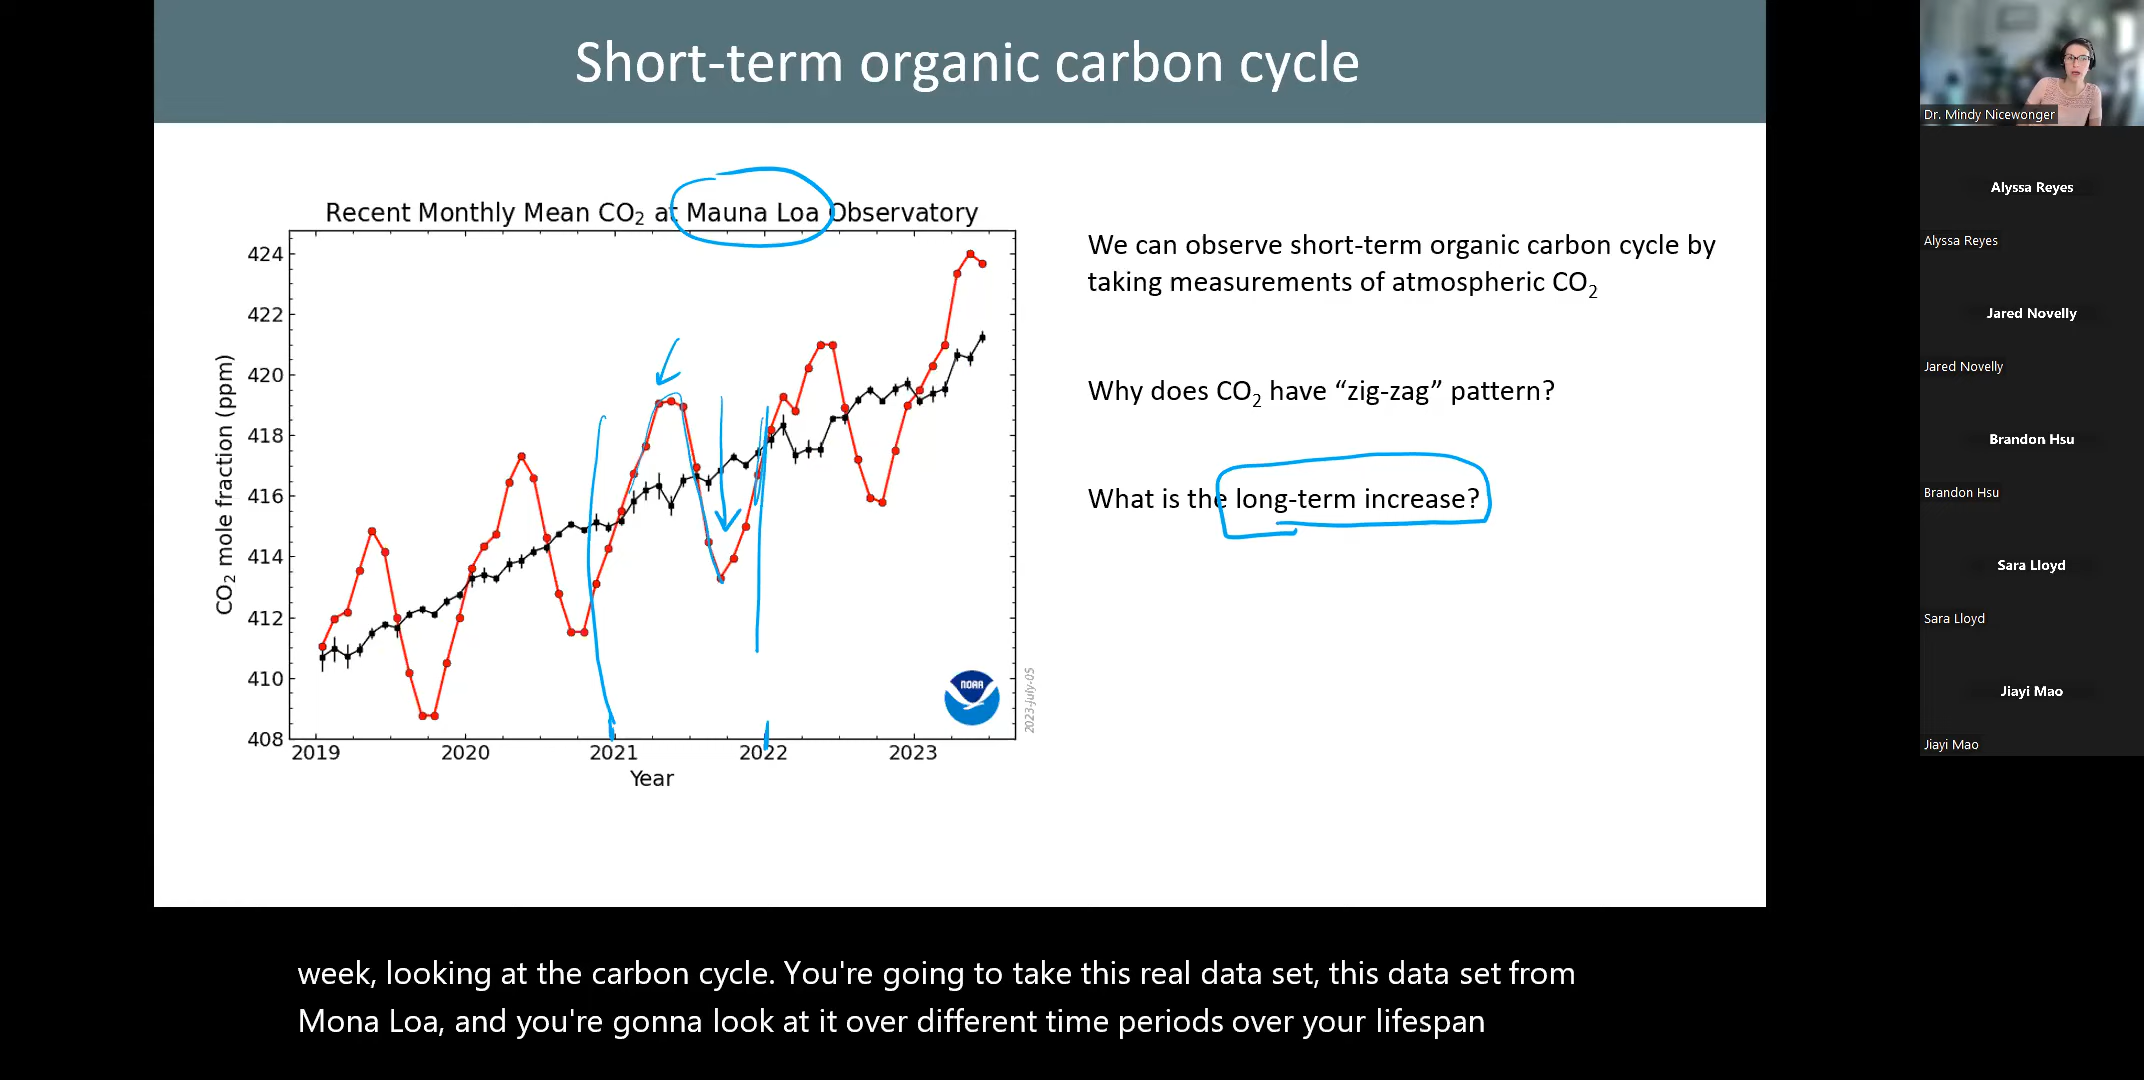 Short-term organic carbon cycle
Recent Monthly Mean CO₂ at Mauna Loa Observatory
424
422
420
418
416
414
412
410
408
CO₂ mole fraction (ppm)
2019 2020 2021 2022 2023
Year
NOAA
2023-July-05
We can observe short-term organic carbon cycle by
taking measurements of atmospheric CO₂
Why does CO₂ have “zig-zag” pattern?
What is the long-term increase?
week, looking at the carbon cycle. You're going to take this real data set, this data set from
Mona Loa, and you're gonna look at it over different time periods over your lifespan
Dr. Mindy Nicewonger
Alyssa Reyes
Alyssa Reyes
Jared Novelly
Jared Novelly
Brandon Hsu
Brandon Hsu
Sara Lloyd
Sara Lloyd
Jiayi Mao
Jiayi Mao